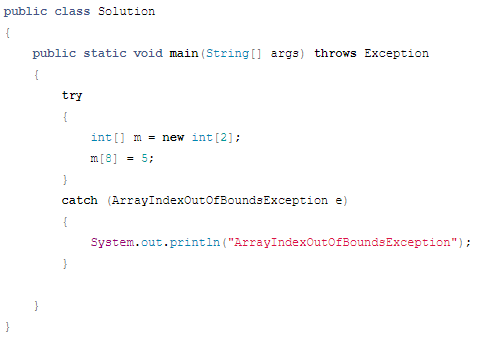 public class Solution
{
public static void main(String[] args) throws Exception
{
try
{
int[] m = new int[2];
m[8] = 5;
}
catch (ArrayIndexOutOfBoundsException e)
{
System.out.println("ArrayIndexOutOfBoundsException");
}
}
}